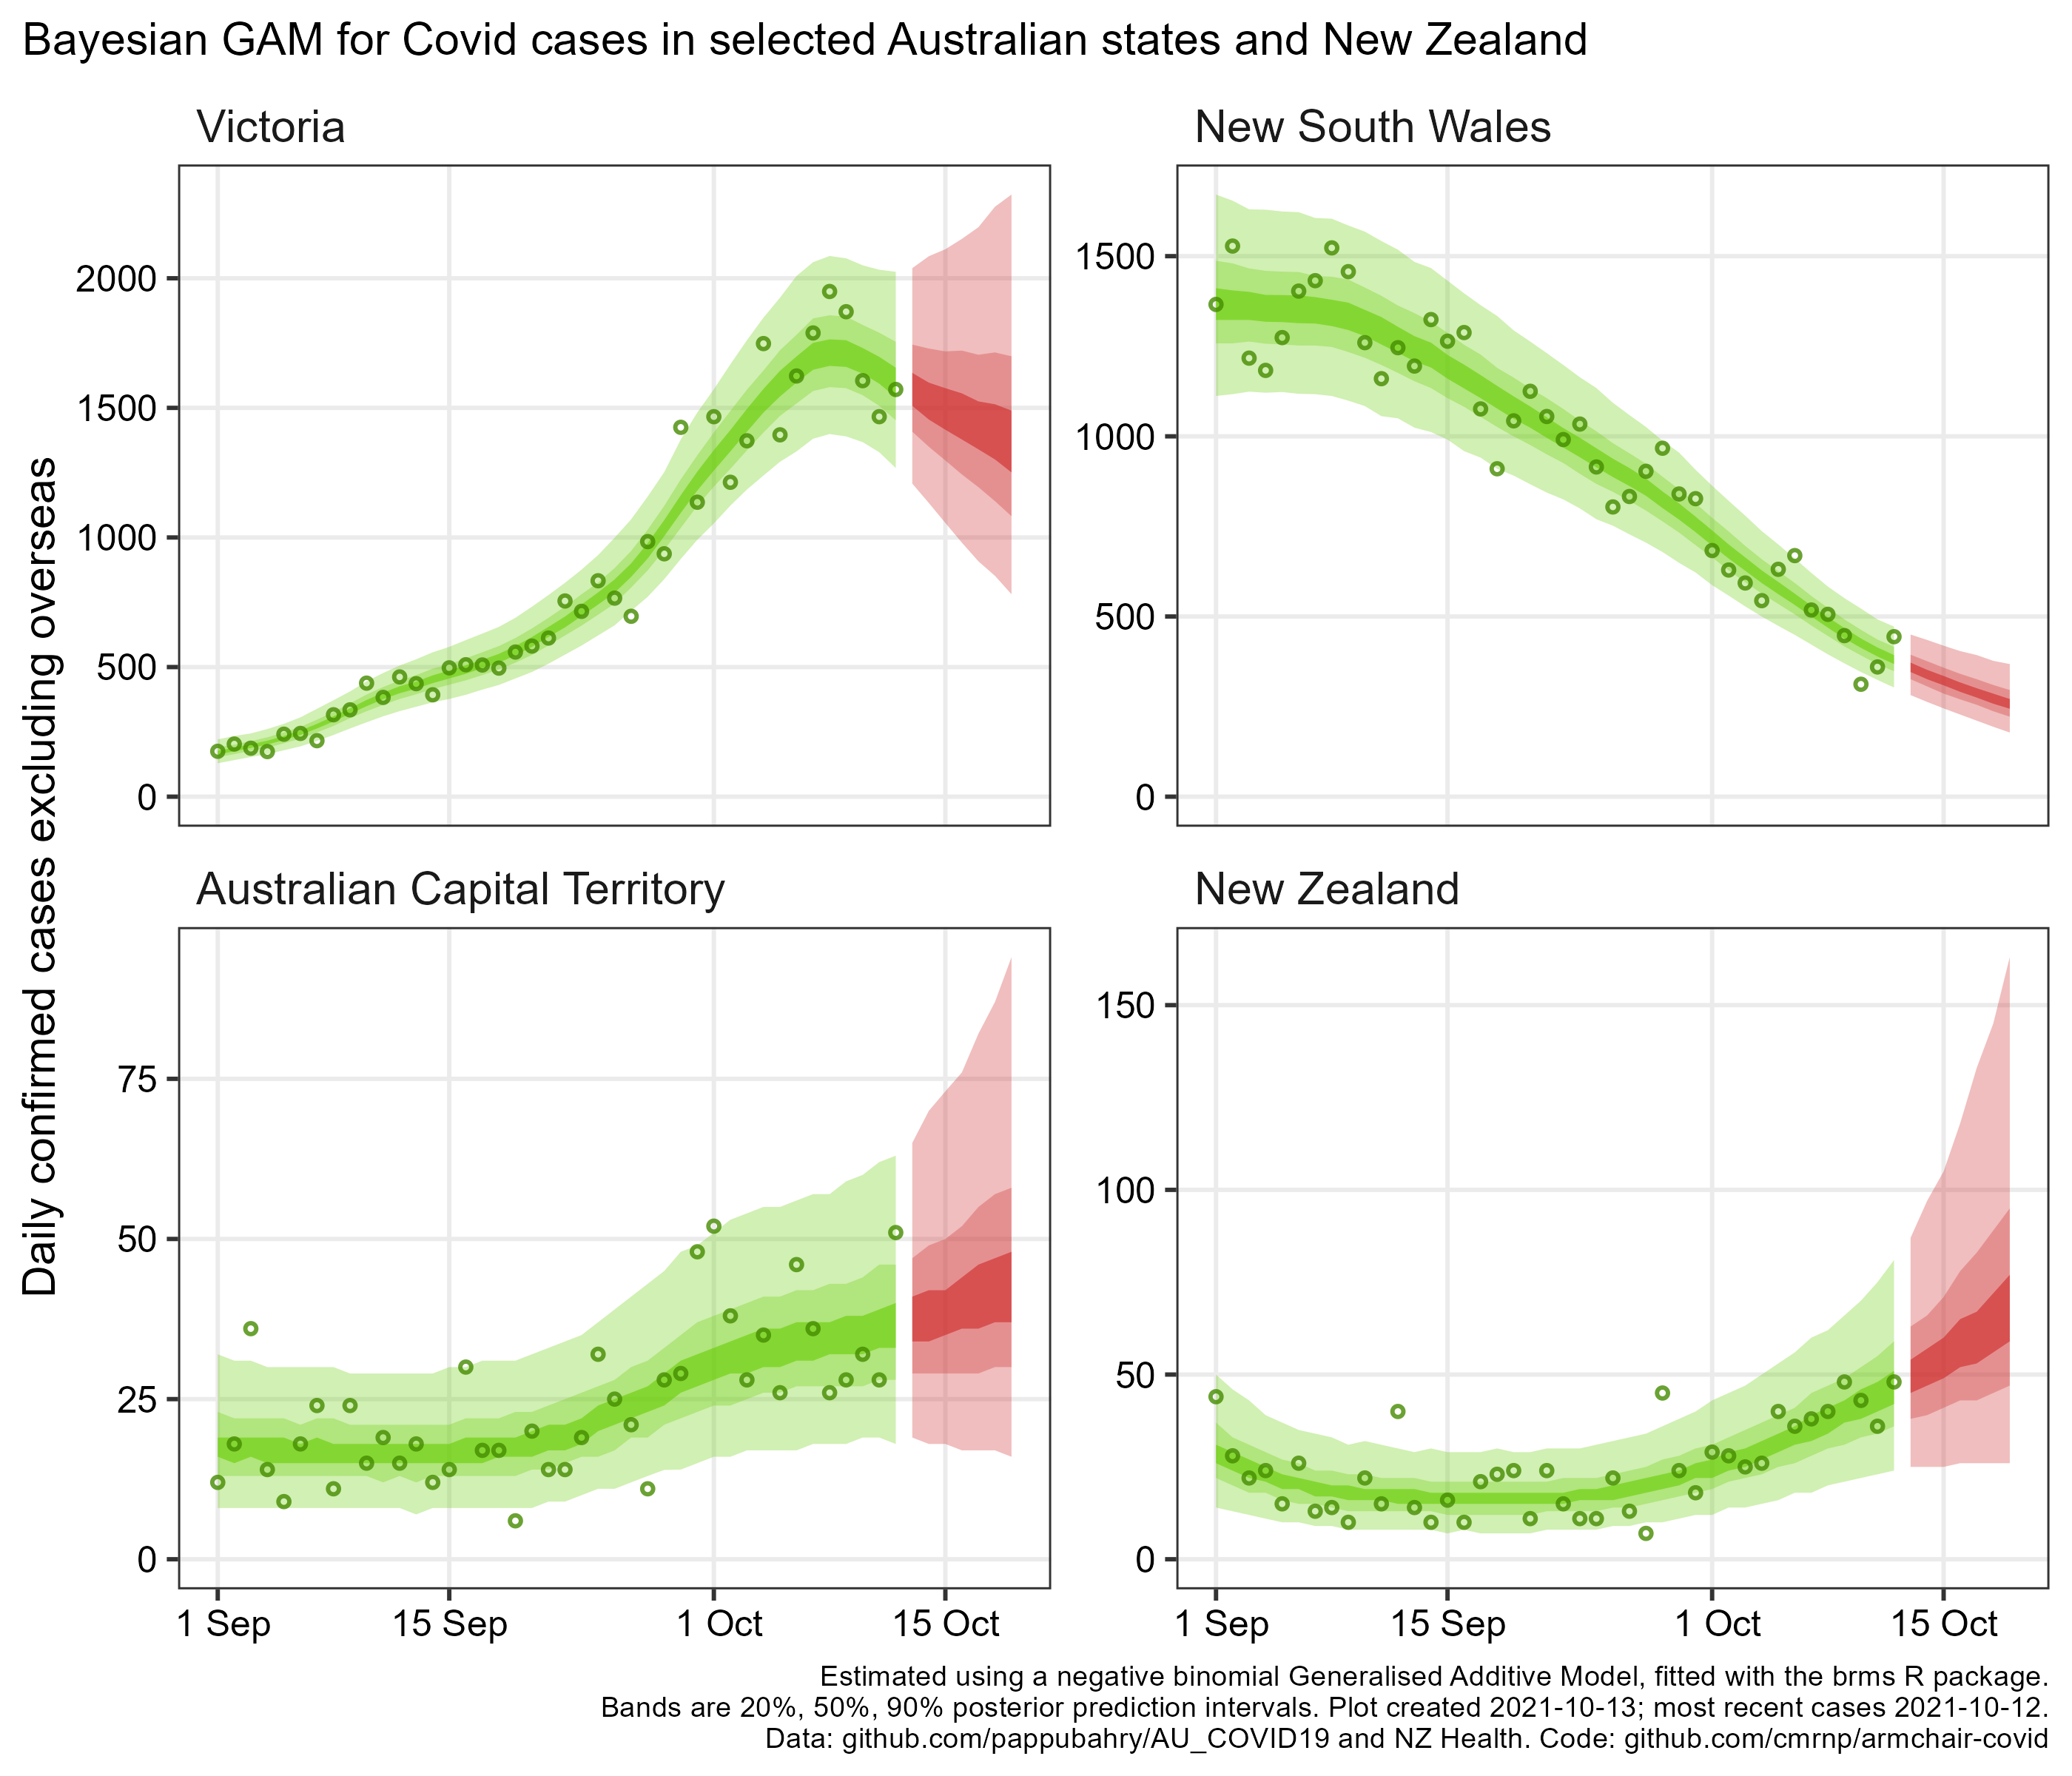 Bayesian GAM for Covid cases in selected Australian states and New Zealand
Daily confirmed cases excluding overseas
Victoria
2000
1500
1000
500
0
New South Wales
1500
1000
500
0
Australian Capital Territory
75
50
25
0
1 Sep
15 Sep
1 Oct
15 Oct
New Zealand
150
100
50
0
1 Sep
15 Sep
1 Oct
15 Oct
Estimated using a negative binomial Generalised Additive Model, fitted with the brms R package.
Bands are 20%, 50%, 90% posterior prediction intervals. Plot created 2021-10-13; most recent cases 2021-10-12.
Data: github.com/pappubahry/AU_COVID19 and NZ Health. Code: github.com/cmrnp/armchair-covid